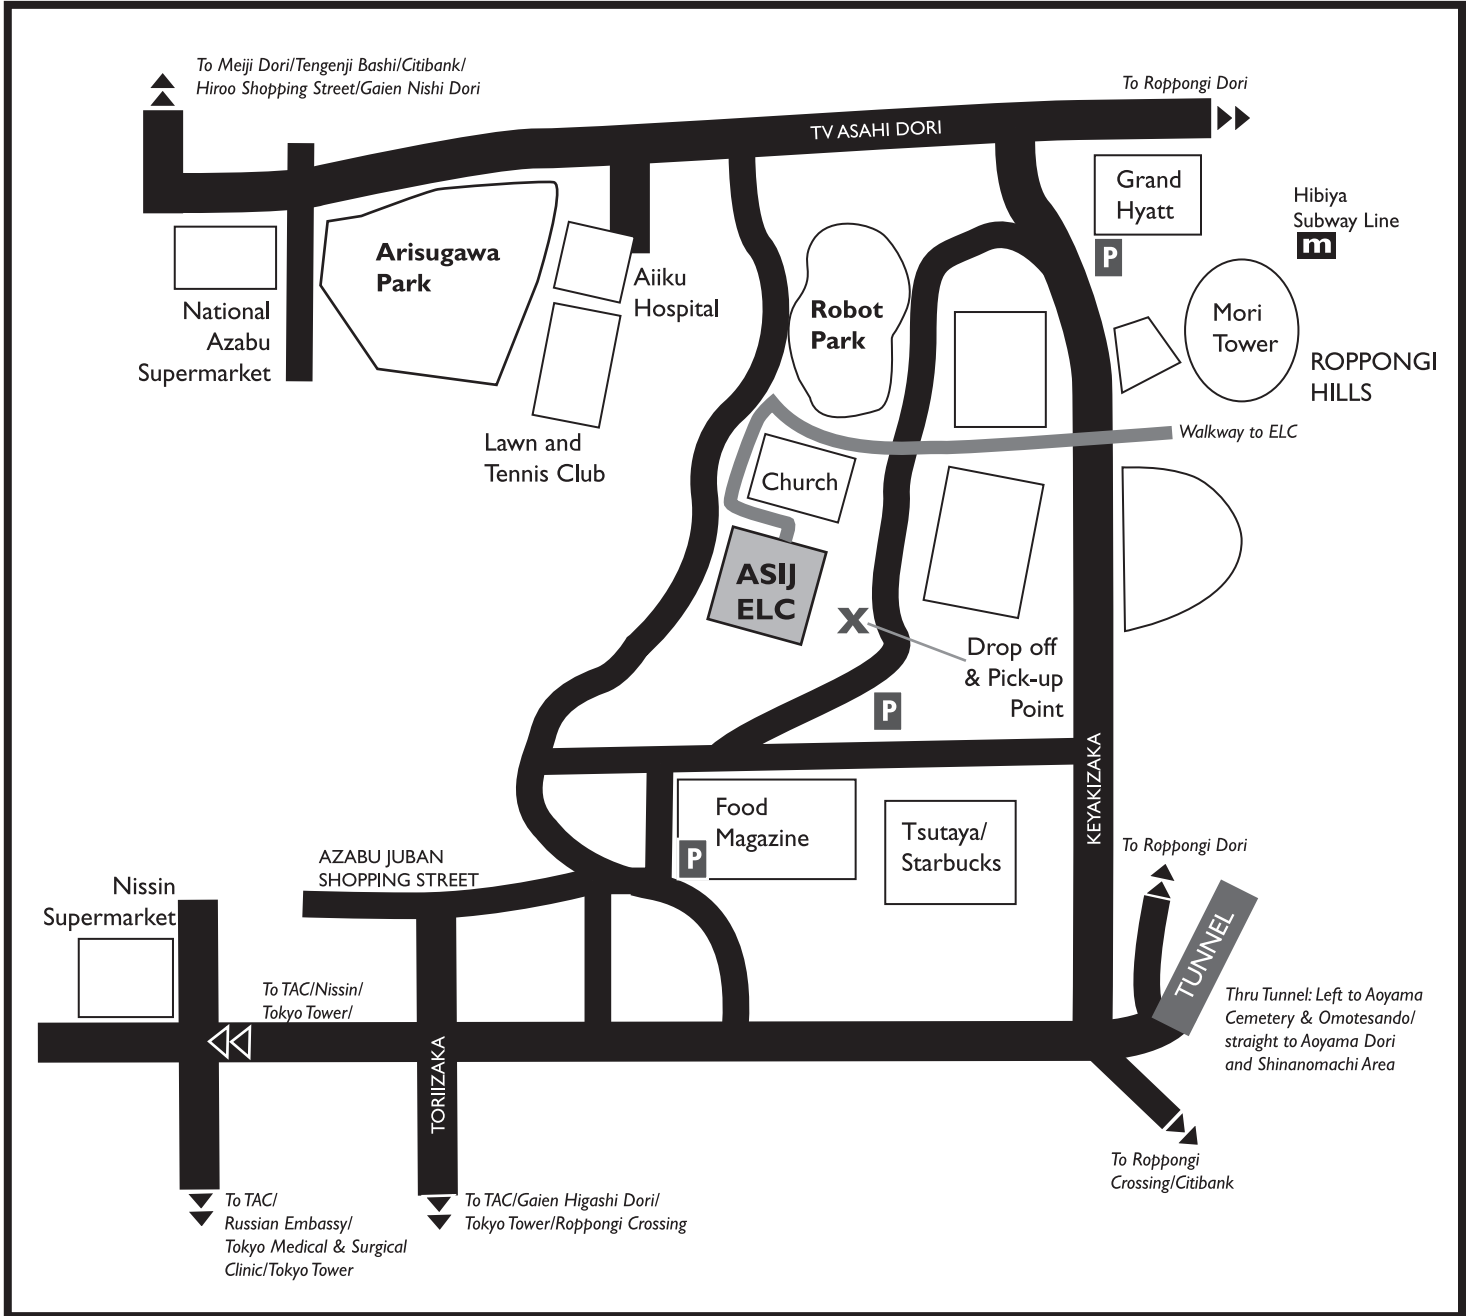 To Meiji Dori/Tengenji Bashi/Citibank/
Hiroo Shopping Street/Gaien Nishi Dori
To Roppongi Dori
TV ASAHI DORI
Grand
Hyatt
P
Hibiya
Subway Line
m
Arisugawa
Park
Aiiku
Hospital
National
Azabu
Supermarket
Robot
Park
Mori
Tower
ROPPONGI
HILLS
Lawn and
Tennis Club
Walkway to ELC
Church
ASIJ
ELC
X
Drop off
& Pick-up
Point
P
KEYAKIZAKA
Food
Magazine
P
Tsutaya/
Starbucks
AZABU JUBAN
SHOPPING STREET
To Roppongi Dori
Nissin
Supermarket
TUNNEL
To TAC/Nissin/
Tokyo Tower/
Thru Tunnel: Left to Aoyama
Cemetery & Omotesando/
straight to Aoyama Dori
and Shinanomachi Area
TORIIZAKA
To Roppongi
Crossing/Citibank
To TAC/
Russian Embassy/
Tokyo Medical & Surgical
Clinic/Tokyo Tower
To TAC/Gaien Higashi Dori/
Tokyo Tower/Roppongi Crossing